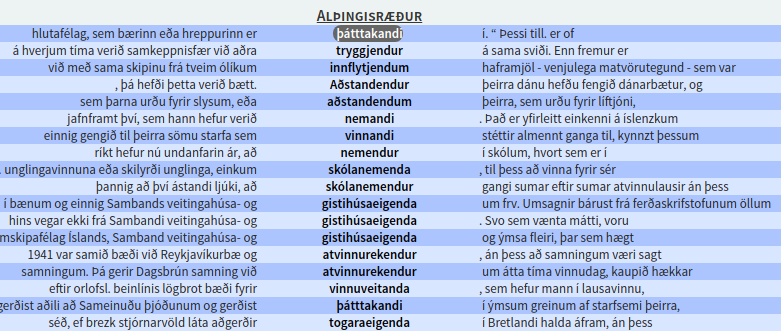 ALÞINGISRÆÐUR
hlutafélag, sem bærinn eða hreppurinn er þátttakandi í. “ Þessi till. er of
á hverjum tíma verið samkeppnisfær við aðra tryggjendur á sama sviði. Enn fremur er
við með sama skipinu frá tveim ólíkum innflytjendum haframjöl - venjulega matvörutegund - sem var
, þá hefði þetta verið bætt. Aðstandendur þeirra dánu hefðu fengið dánarbætur, og
sem þarna urðu fyrir slysum, eða aðstandendum þeirra, sem urðu fyrir líftjóni,
jafnframt því, sem hann hefur verið nemandi . Það er yfirleitt einkenni á íslenzkum
einnig gengið til þeirra sömu starfa sem vinnandi stéttir almennt ganga til, kynnzt þessum
ríkt hefur nú undanfarin ár, að nemendur í skólum, hvort sem er í
, unglingavinnuna eða skilyrði unglinga, einkum skólanemenda , til þess að vinna fyrir sér
þannig að því ástandi ljúki, að skólanemendur gangi sumar eftir sumar atvinnulausir án þess
í bænum og einnig Sambands veitingahúsa- og gistihúsaeigenda um frv. Umsagnir bárust frá ferðaskrifstofunum öllum
hins vegar ekki frá Sambandi veitingahúsa- og gistihúsaeigenda . Svo sem vænta mátti, voru
mskipafélag Íslands, Samband veitingahúsa- og gistihúsaeigenda og ýmsa fleiri, þar sem hægt
1941 var samið bæði við Reykjavíkurbæ og atvinnurekendur , án þess að samningum væri sagt
samningum. Þá gerir Dagsbrún samning við atvinnurekendur um átta tíma vinnudag, kaupið hækkar
eftir orlofsl. beinlínis lögbrot bæði fyrir vinnuveitanda , sem hefur mann í lausavinnu,
gerðist aðili að Sameinuðu þjóðunum og gerðist þátttakandi í ýmsum greinum af starfsemi þeirra,
séð, ef brezk stjórnarvöld láta aðgerðir togaraeigenda í Bretlandi halda áfram, án þess